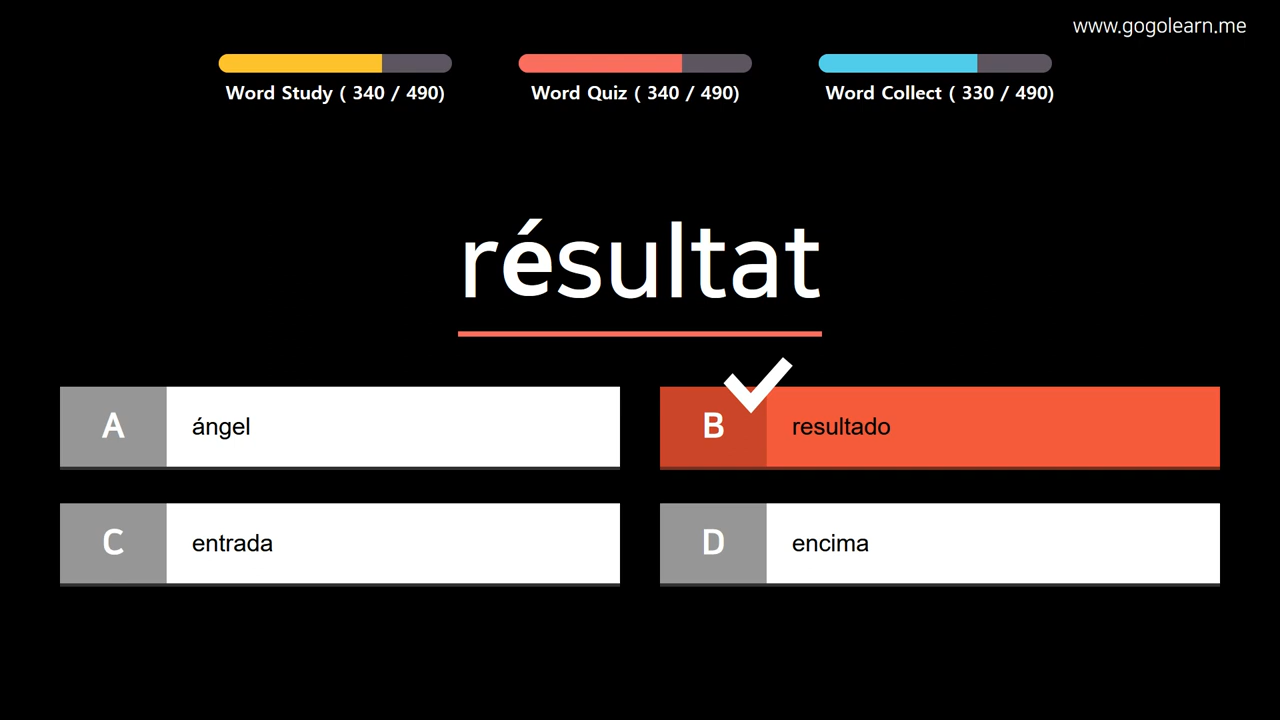 www.gogolearn.me
Word Study ( 340 / 490)
Word Quiz ( 340 / 490)
Word Collect ( 330 / 490)
résultat
A ángel
B resultado
C entrada
D encima